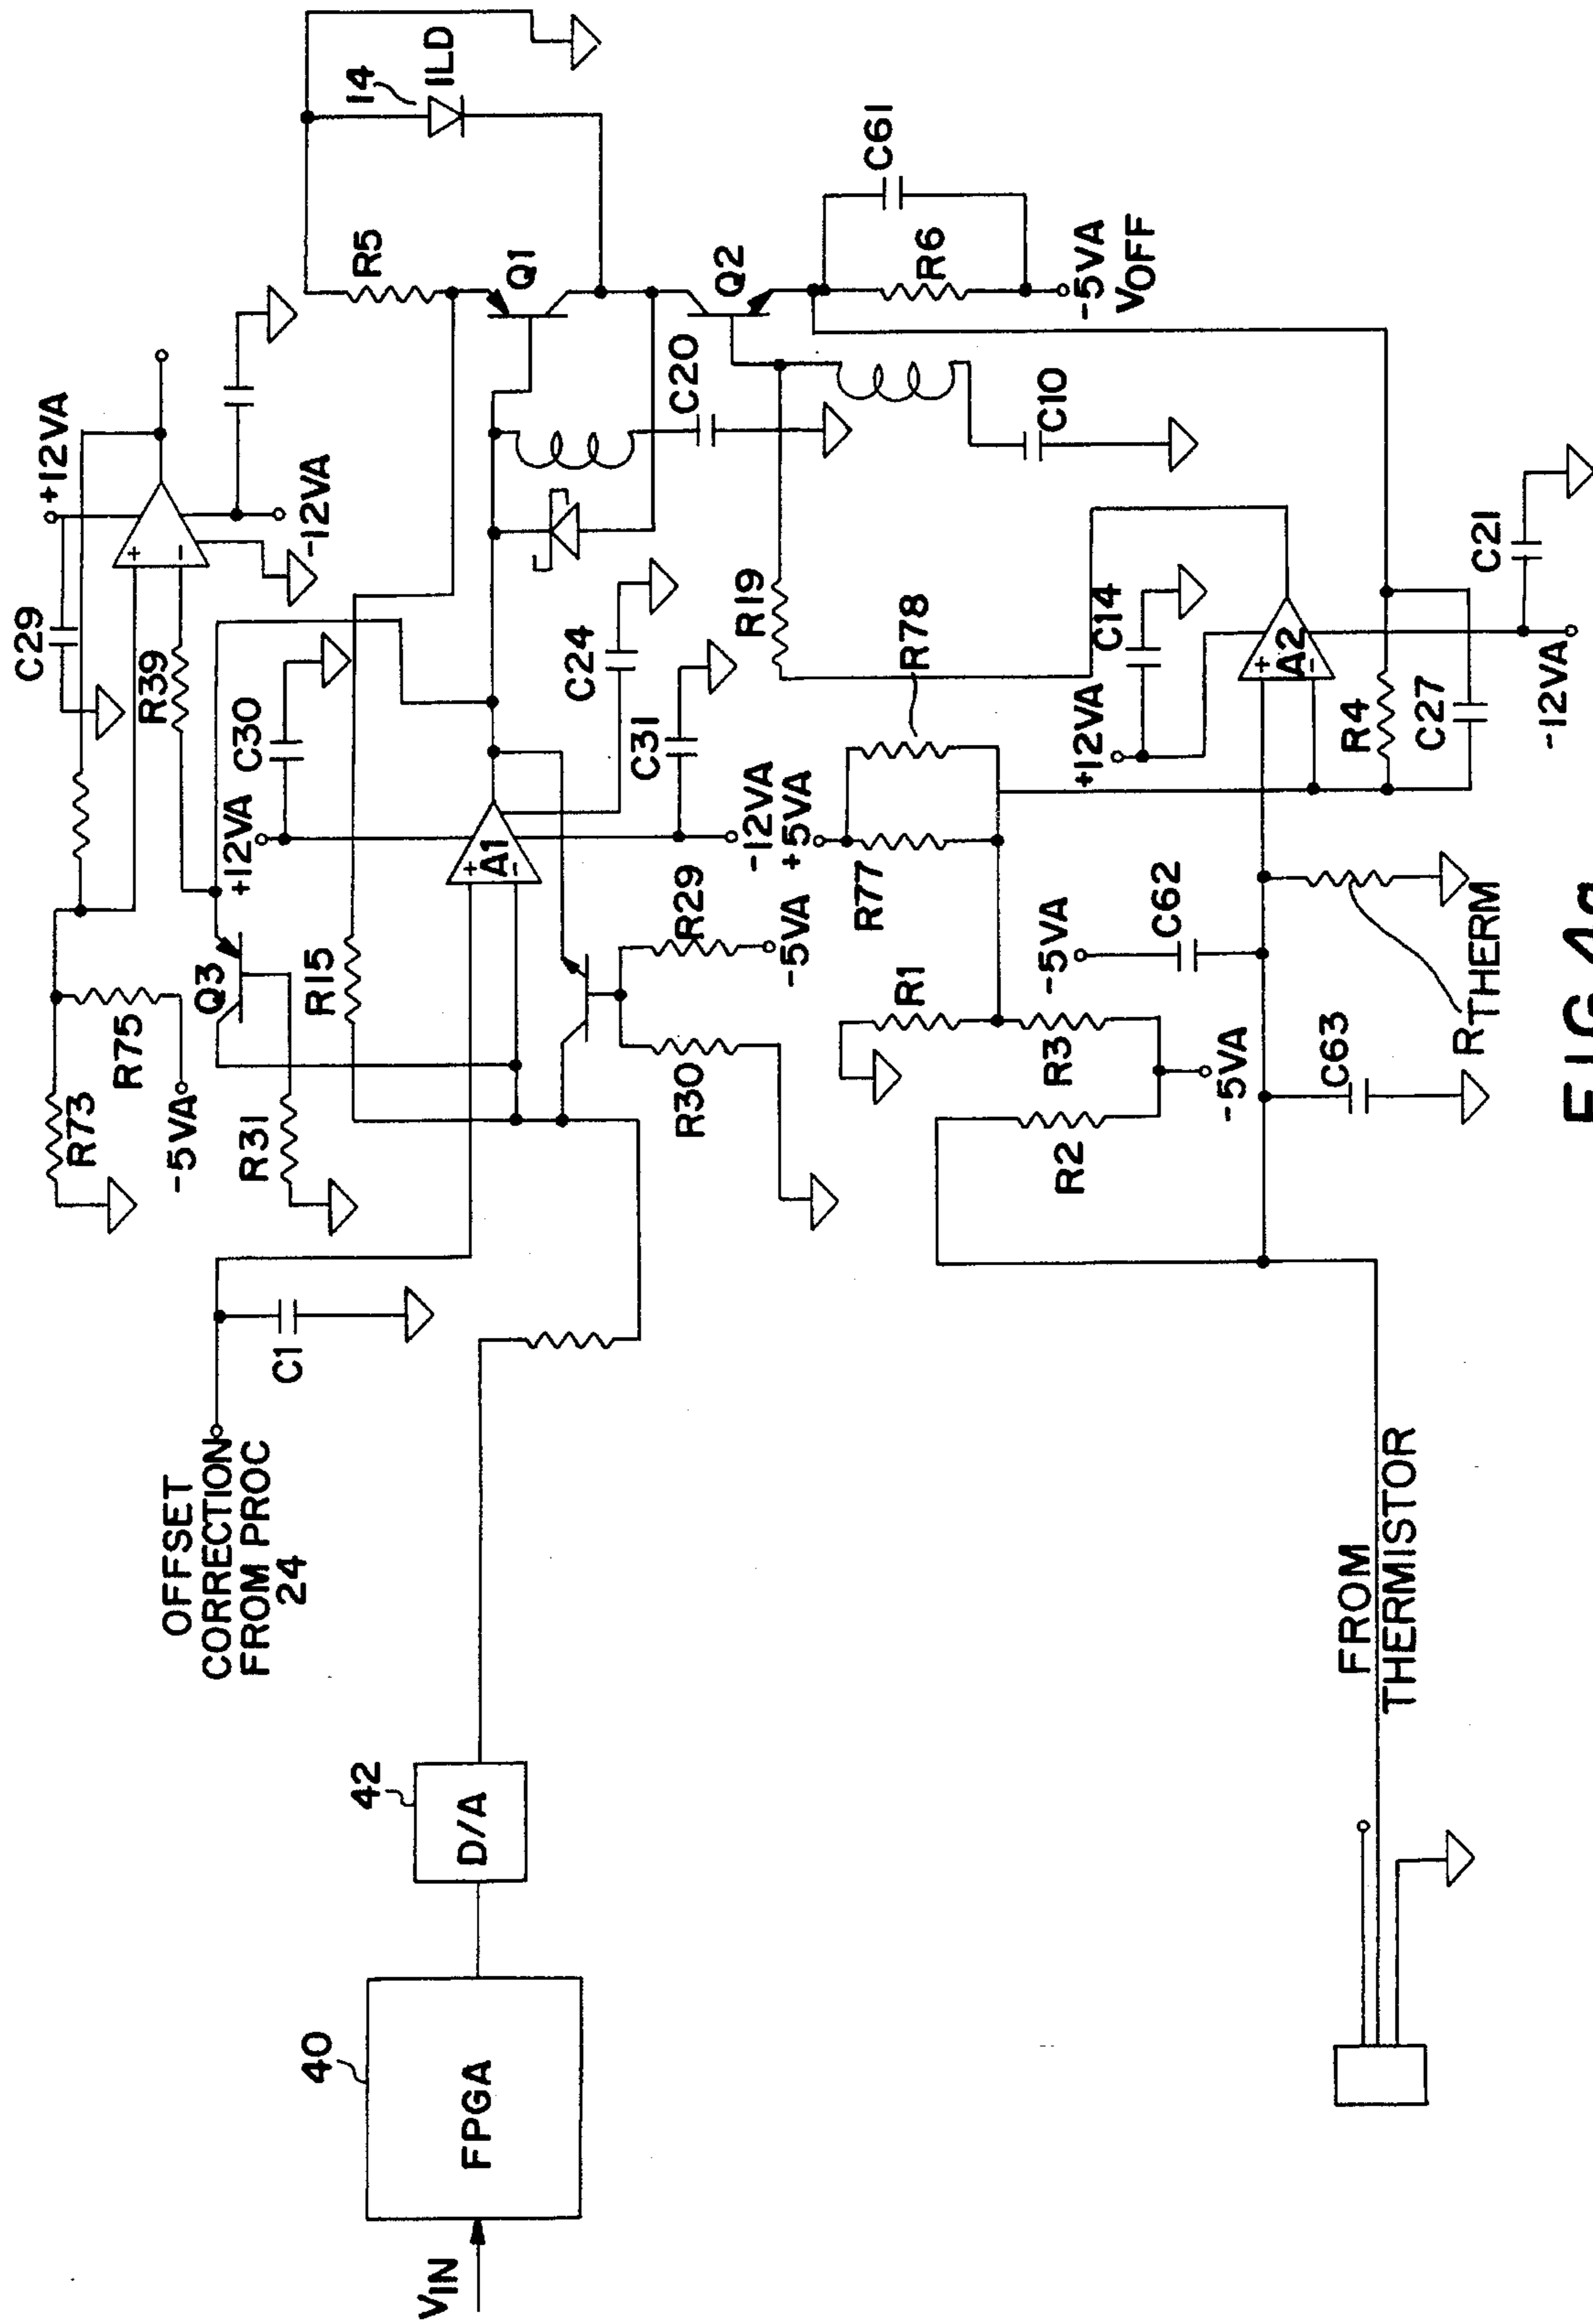 VIN
FPGA
40
D/A
42
OFFSET
CORRECTION
FROM PROC
24
C1
R73
R75
-5VA
R31
Q3
R39
C29
+12VA
+
-
-12VA
R15
C30
+12VA
+
A1
-
C24
C31
-12VA
R30
R29
-5VA
R5
Q1
14
ILD
C20
Q2
C61
R6
-5VA
VOFF
C10
R19
+5VA
R77
R78
R1
R3
R2
-5VA
-5VA
C62
C63
RTHERM
+12VA
C14
+
A2
-
R4
C27
C21
-12VA
FROM
THERMISTOR